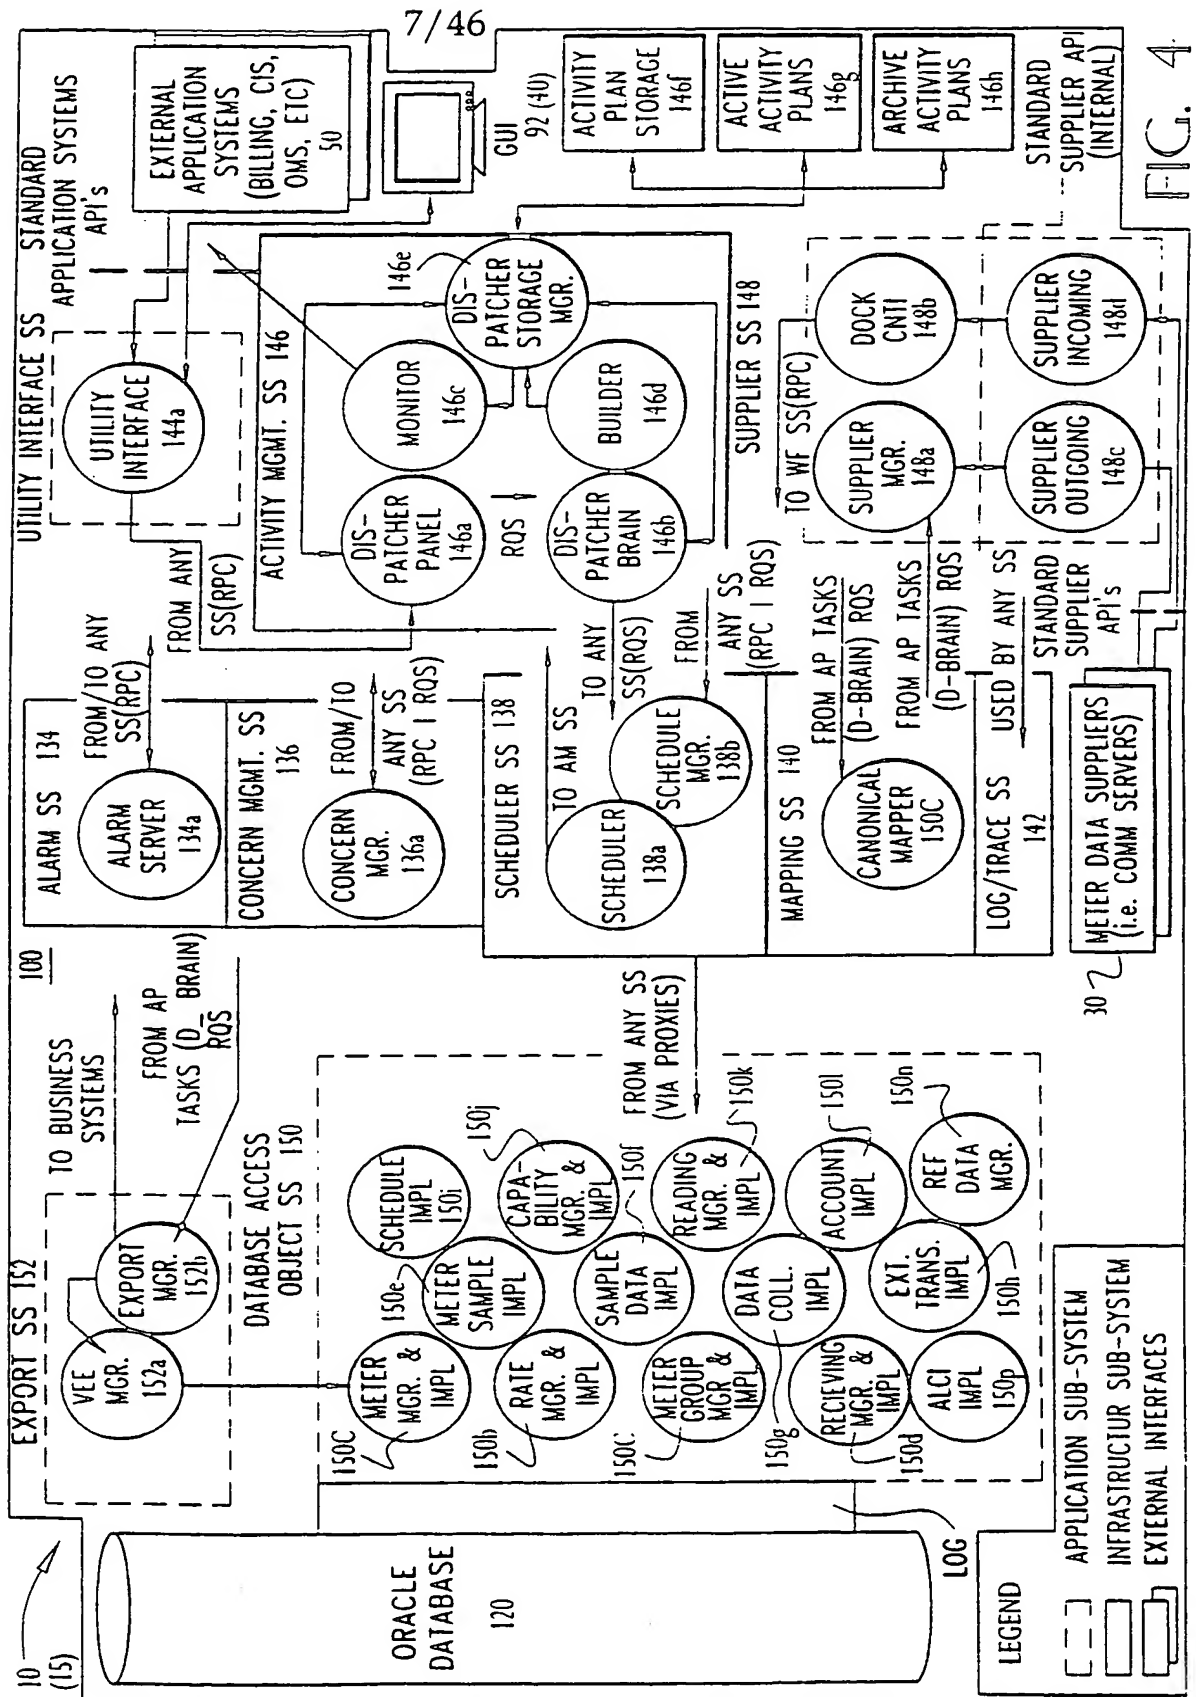 7/46
10
(15)
100
EXPORT SS 152
VEE
MGR.
152a
EXPORT
MGR.
152b
TO BUSINESS
SYSTEMS
FROM AP
TASKS (D_ BRAIN)
RQS
ORACLE
DATABASE
120
LOG
DATABASE ACCESS
OBJECT SS 150
METER
MGR. &
IMPL
150C
150e
METER
SAMPLE
IMPL
SCHEDULE
IMPL
150i
RATE
MGR. &
IMPL
150b
CAPA-
BILITY
MGR. &
IMPL
150j
SAMPLE
DATA
IMPL
150f
METER
GROUP
MGR &
IMPL
150C
READING
MGR. &
IMPL
150k
DATA
COLL.
IMPL
150g
RECIEVING
MGR. &
IMPL
150d
ACCOUNT
IMPL
150l
EXT.
TRANS.
IMPL
150h
ALCI
IMPL
150p
REF
DATA
MGR.
150n
FROM ANY SS
(VIA PROXIES)
ALARM SS 134
ALARM
SERVER
134a
FROM/TO ANY
SS(RPC)
CONCERN MGMT. SS
136
CONCERN
MGR.
136a
FROM/TO
ANY SS
(RPC I RQS)
SCHEDULER SS 138
SCHEDULER
138a
SCHEDULE
MGR.
138b
TO AM SS
TO ANY
SS(RQS)
FROM
ANY SS
(RPC I RQS)
MAPPING SS 140
CANONICAL
MAPPER
150C
FROM AP TASKS
(D-BRAIN) RQS
FROM AP TASKS
(D-BRAIN) RQS
LOG/TRACE SS
142
USED BY ANY SS
30
METER DATA SUPPLIERS
(i.e. COMM SERVERS)
STANDARD
SUPPLIER
API's
UTILITY INTERFACE SS
UTILITY
INTERFACE
144a
FROM ANY
SS(RPC)
STANDARD
APPLICATION SYSTEMS
API's
EXTERNAL
APPLICATION
SYSTEMS
(BILLING, CIS,
OMS, ETC)
50
GUI
92 (40)
ACTIVITY MGMT. SS 146
DIS-
PATCHER
PANEL
146a
RQS
DIS-
PATCHER
BRAIN
146b
MONITOR
146c
BUILDER
146d
DIS-
PATCHER
STORAGE
MGR.
146e
ACTIVITY
PLAN
STORAGE
146f
ACTIVE
ACTIVITY
PLANS
146g
ARCHIVE
ACTIVITY
PLANS
146h
SUPPLIER SS 148
TO WF SS(RPC)
SUPPLIER
MGR.
148a
DOCK
CNTI
148b
SUPPLIER
OUTGOING
148c
SUPPLIER
INCOMING
148d
STANDARD
SUPPLIER API
(INTERNAL)
LEGEND
APPLICATION SUB-SYSTEM
INFRASTRUCTUR SUB-SYSTEM
EXTERNAL INTERFACES
FIG. 4